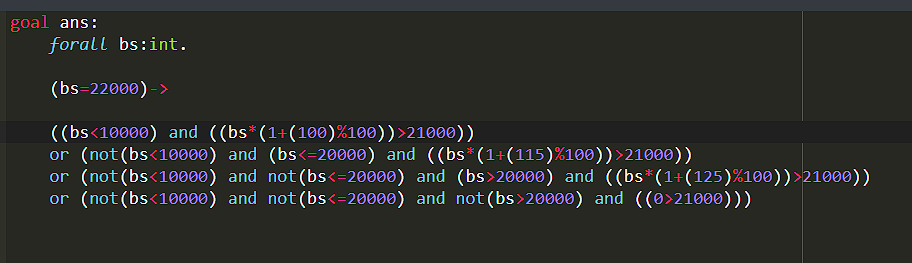 goal ans:
forall bs:int.
(bs=22000)->
((bs<10000) and ((bs*(1+(100)%100))>21000))
or (not(bs<10000) and (bs<=20000) and ((bs*(1+(115)%100))>21000))
or (not(bs<10000) and not(bs<=20000) and (bs>20000) and ((bs*(1+(125)%100))>21000))
or (not(bs<10000) and not(bs<=20000) and not(bs>20000) and ((0>21000)))